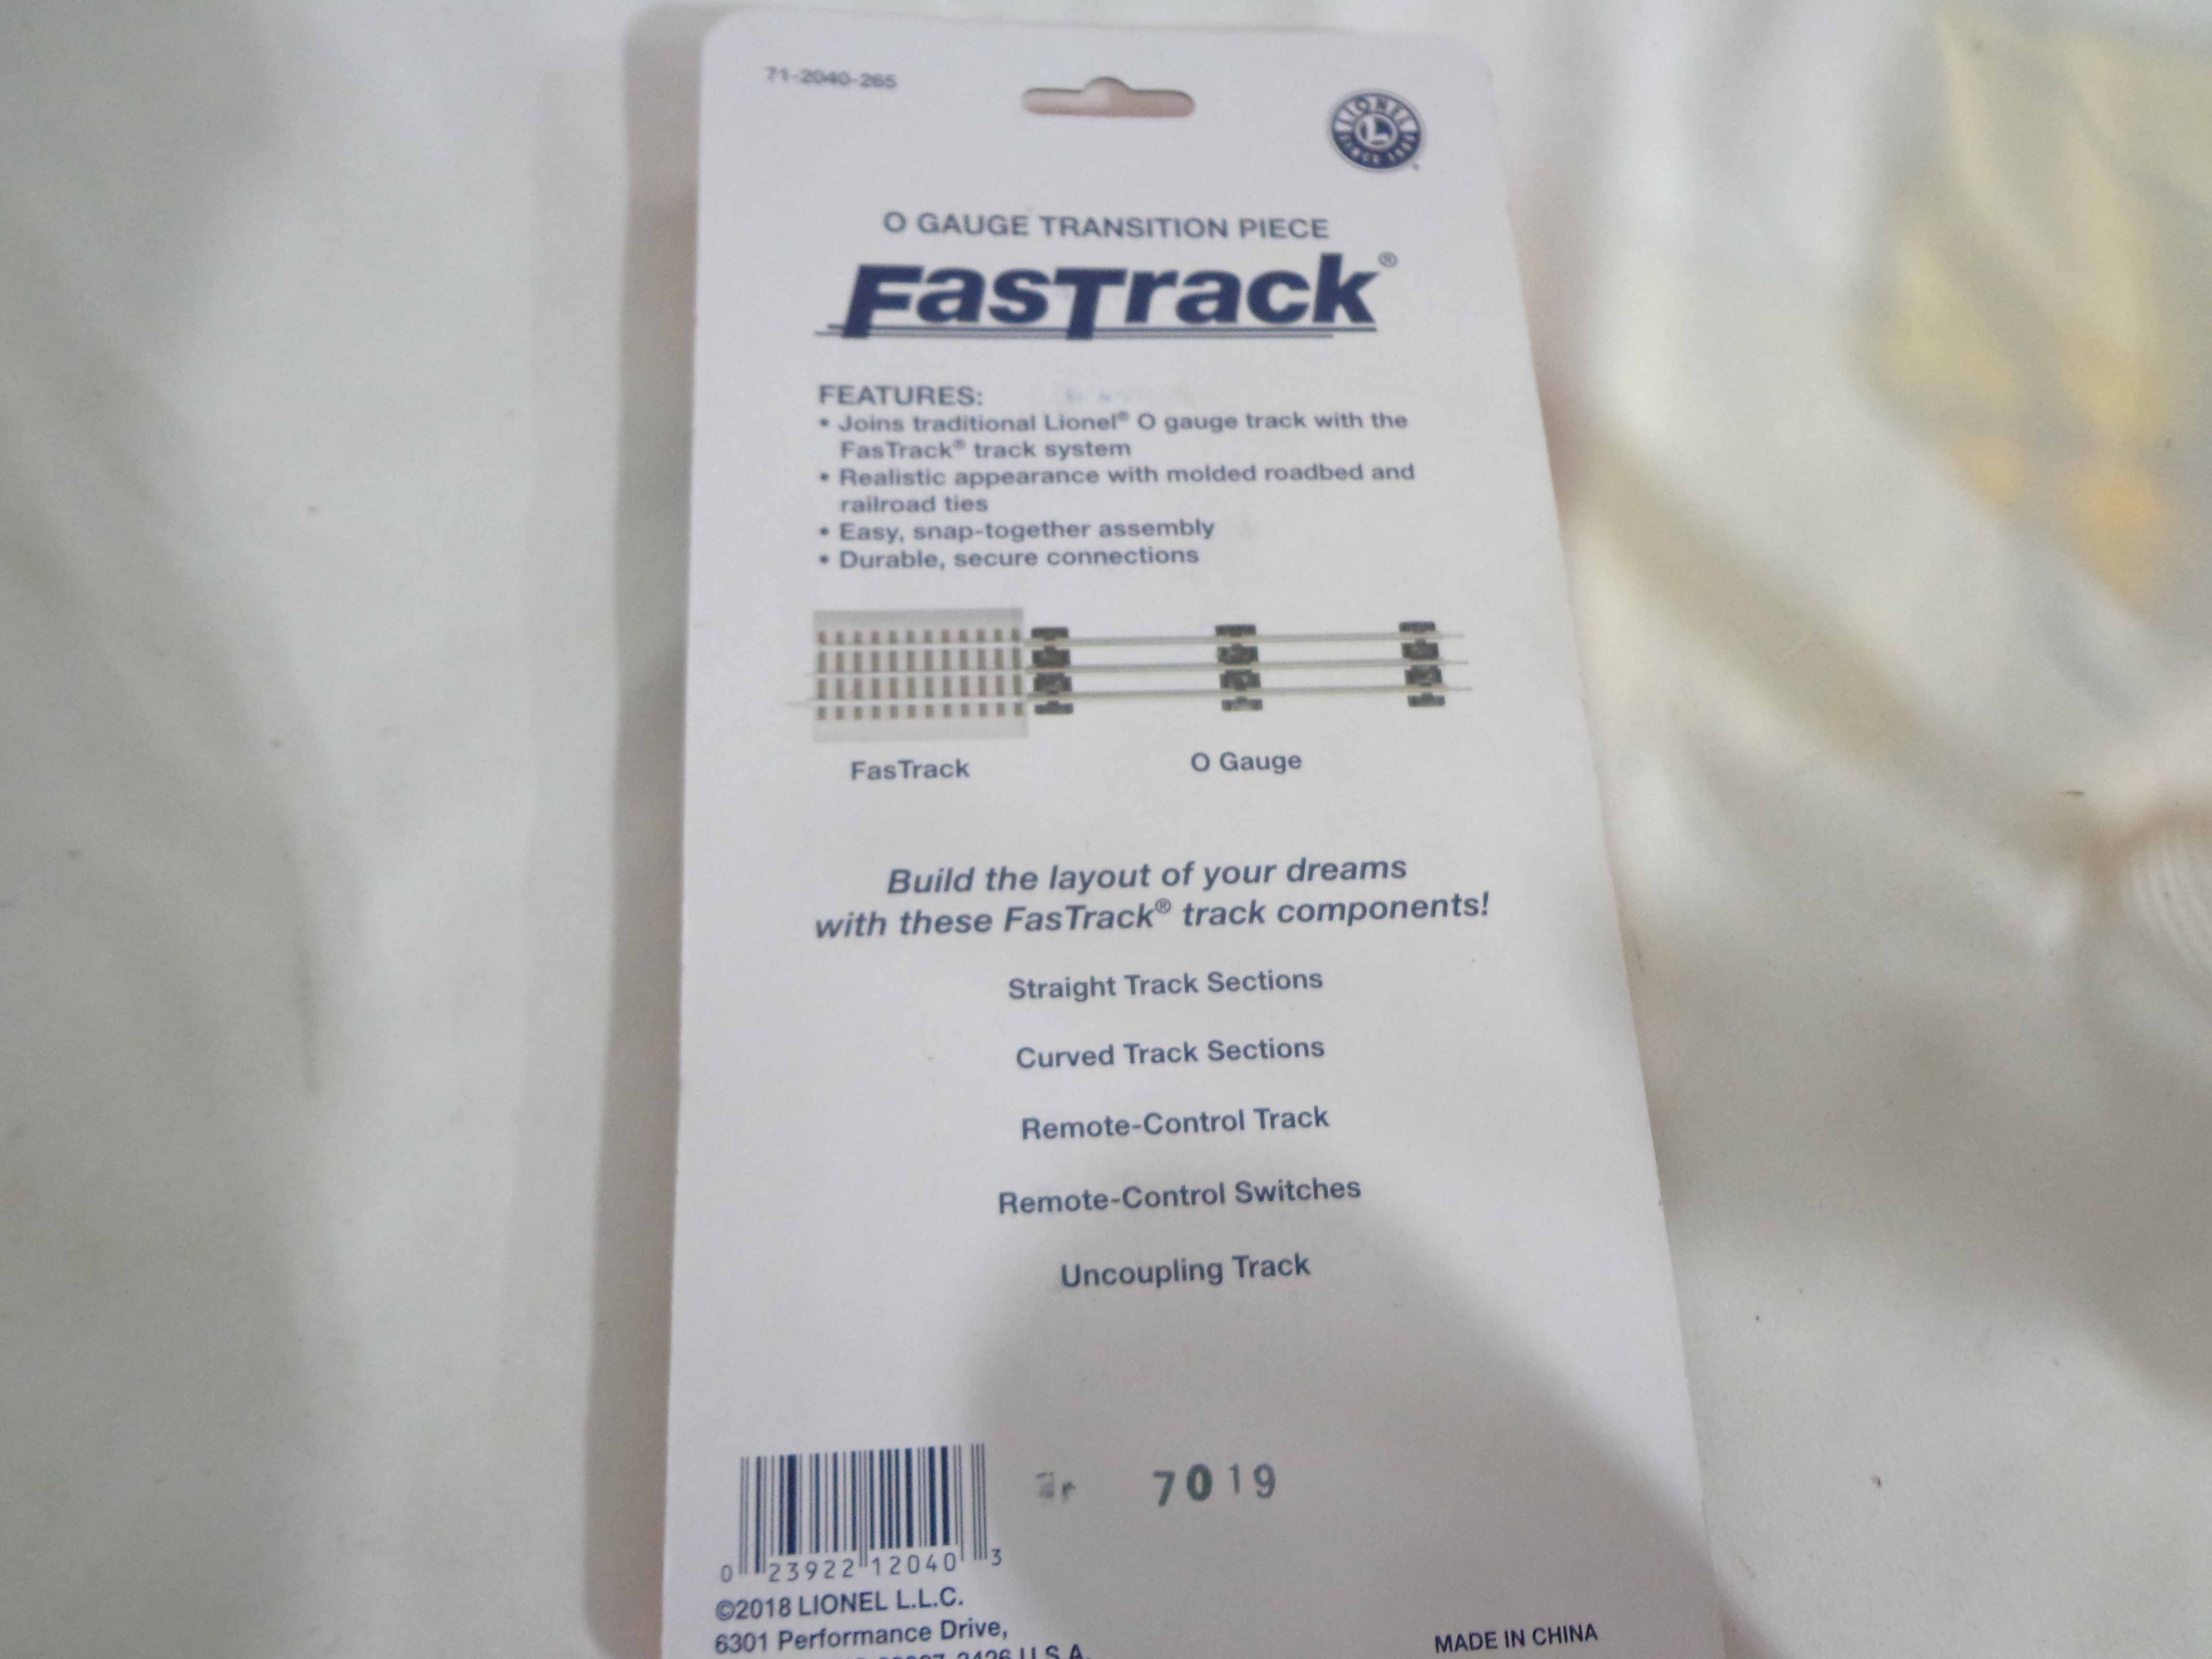 71-2040-265
LIONEL
L
O GAUGE TRANSITION PIECE
FasTrack®
FEATURES:
• Joins traditional Lionel® O gauge track with the
FasTrack® track system
• Realistic appearance with molded roadbed and
railroad ties
• Easy, snap-together assembly
• Durable, secure connections
FasTrack O Gauge
Build the layout of your dreams
with these FasTrack® track components!
Straight Track Sections
Curved Track Sections
Remote-Control Track
Remote-Control Switches
Uncoupling Track
7019
0 23922 12040 3
©2018 LIONEL L.L.C.
6301 Performance Drive,
U.S.A.
MADE IN CHINA